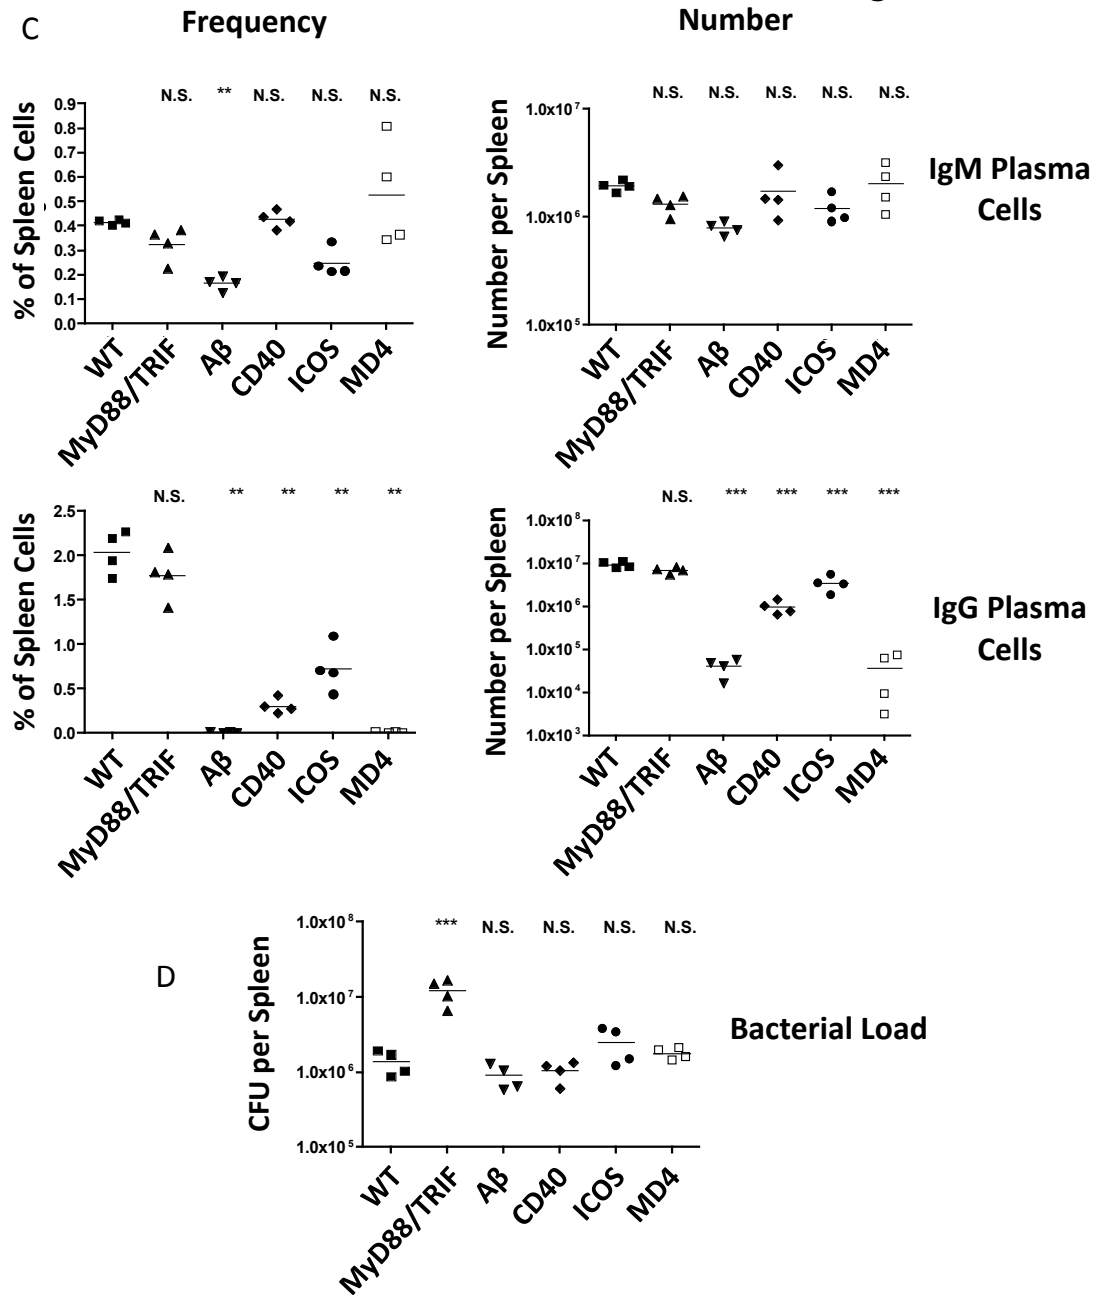 C
Frequency
Number
N.S. ** N.S. N.S. N.S.
% of Spleen Cells
0.9
0.8
0.7
0.6
0.5
0.4
0.3
0.2
0.1
0.0
WT
MyD88/TRIF
Aβ
CD40
ICOS
MD4
N.S. N.S. N.S. N.S. N.S.
Number per Spleen
1.0x10⁷
1.0x10⁶
1.0x10⁵
WT
MyD88/TRIF
Aβ
CD40
ICOS
MD4
IgM Plasma
Cells
N.S. ** ** ** **
% of Spleen Cells
2.5
2.0
1.5
1.0
0.5
0.0
WT
MyD88/TRIF
Aβ
CD40
ICOS
MD4
N.S. *** *** *** ***
Number per Spleen
1.0x10⁸
1.0x10⁷
1.0x10⁶
1.0x10⁵
1.0x10⁴
1.0x10³
WT
MyD88/TRIF
Aβ
CD40
ICOS
MD4
IgG Plasma
Cells
D
*** N.S. N.S. N.S. N.S.
CFU per Spleen
1.0x10⁸
1.0x10⁷
1.0x10⁶
1.0x10⁵
WT
MyD88/TRIF
Aβ
CD40
ICOS
MD4
Bacterial Load